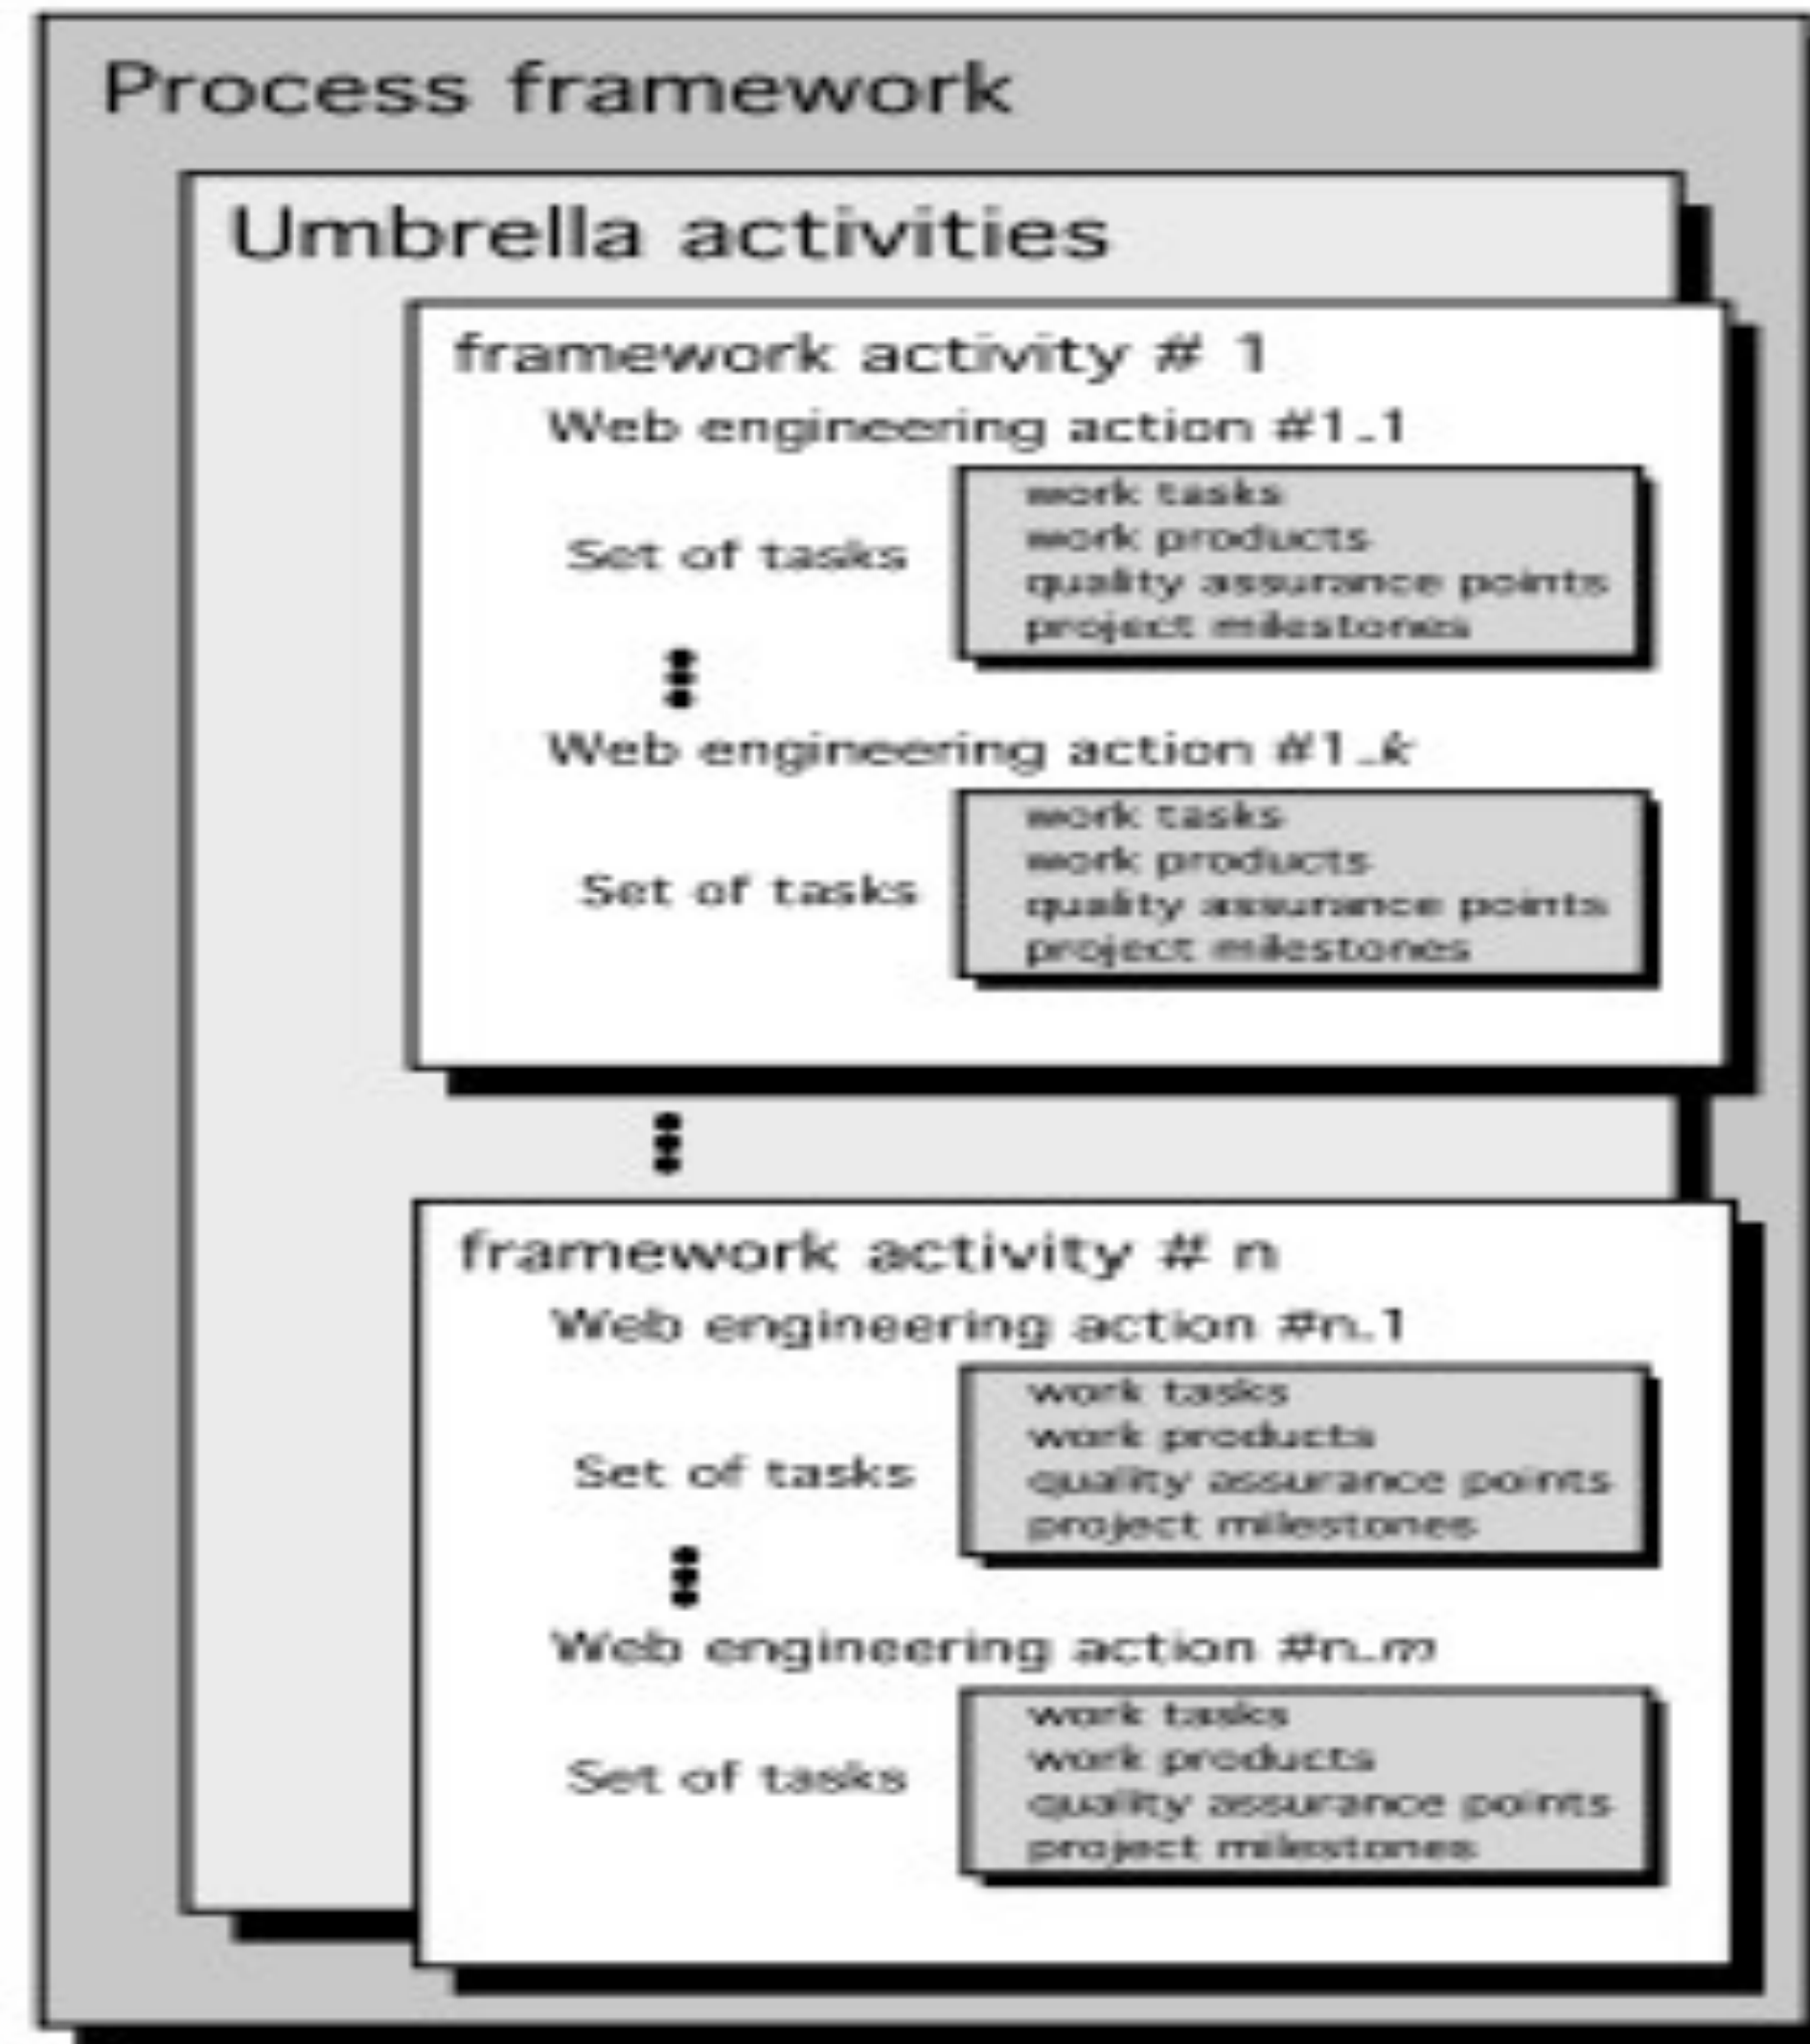 Process framework
Umbrella activities
framework activity # 1
Web engineering action #1.1
work tasks
work products
Set of tasks
quality assurance points
project milestones
Web engineering action #1.k
work tasks
work products
Set of tasks
quality assurance points
project milestones
framework activity # n
Web engineering action #n.1
work tasks
work products
Set of tasks
quality assurance points
project milestones
Web engineering action #n.m
work tasks
work products
Set of tasks
quality assurance points
project milestones